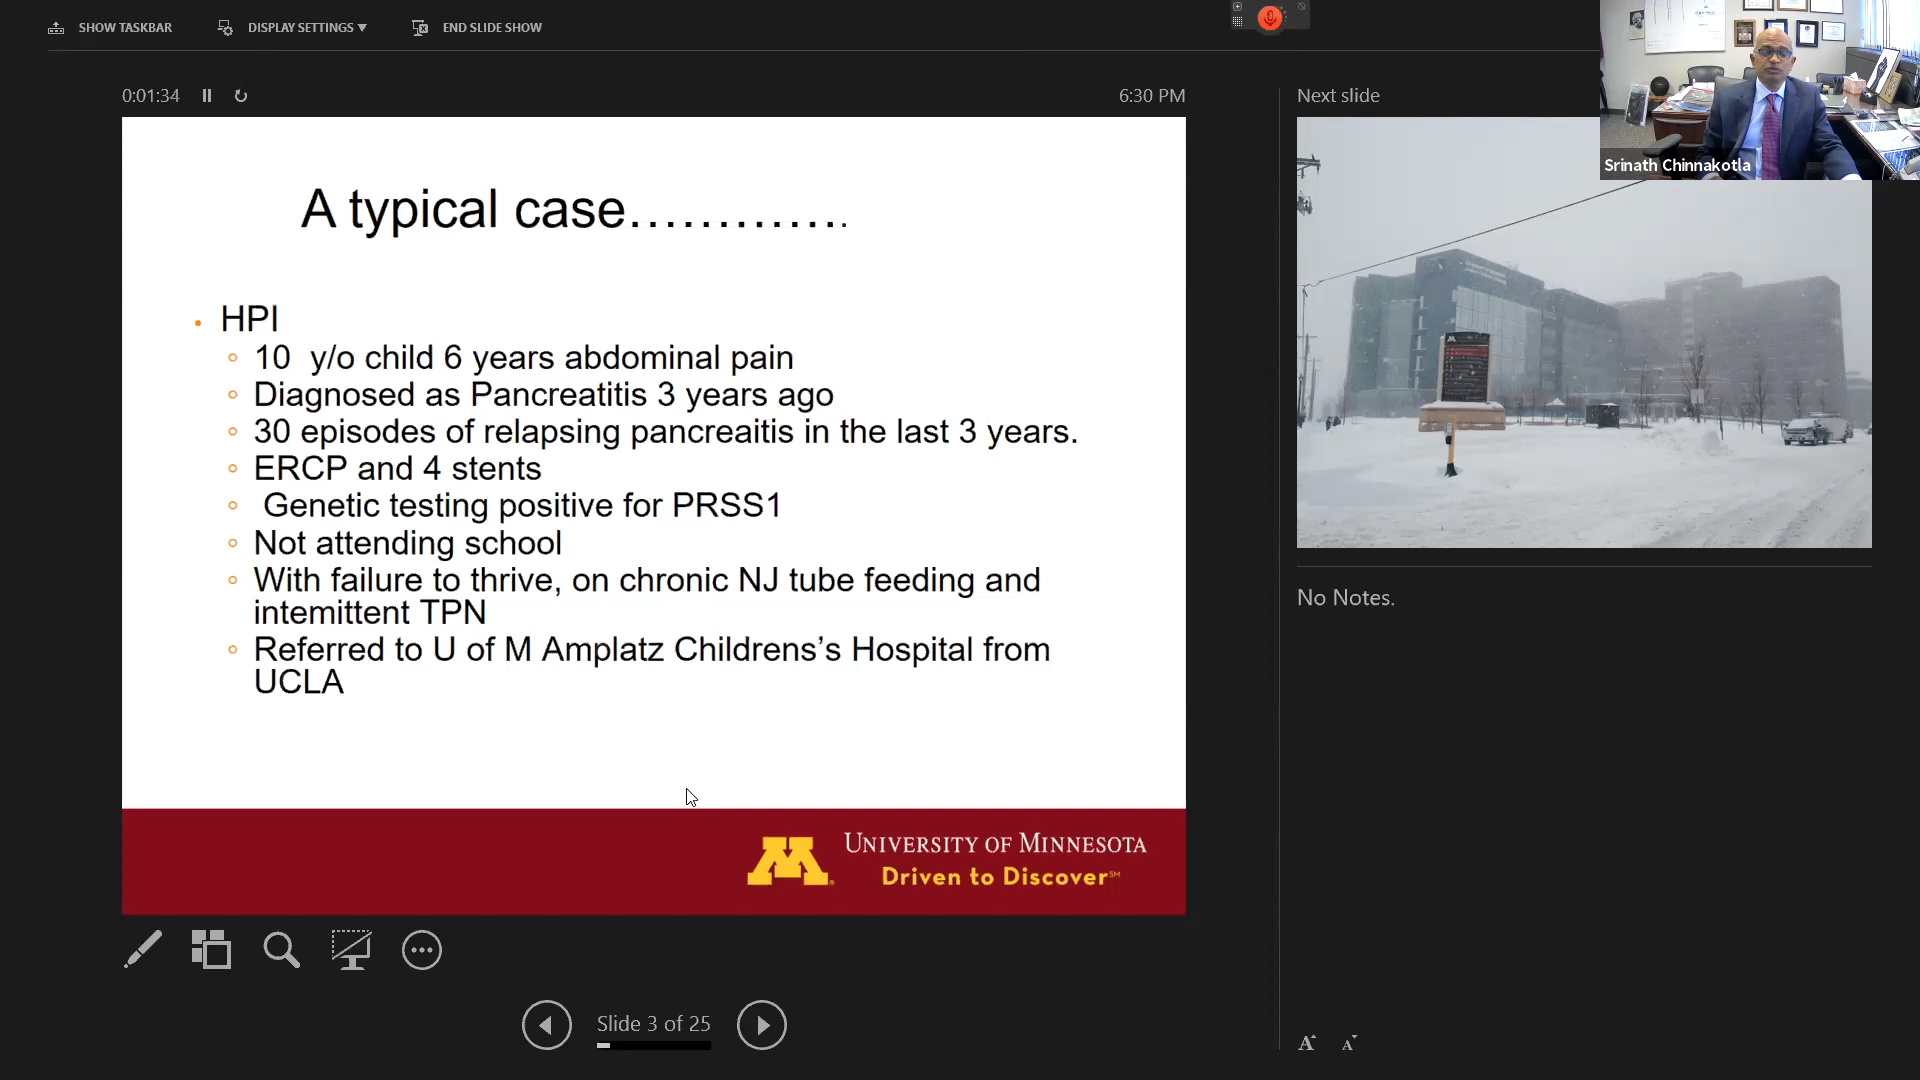 SHOW TASKBAR
DISPLAY SETTINGS
END SLIDE SHOW
0:01:34
6:30 PM
Next slide
Srinath Chinnakotla
A typical case.............
HPI
10 y/o child 6 years abdominal pain
Diagnosed as Pancreatitis 3 years ago
30 episodes of relapsing pancreaitis in the last 3 years.
ERCP and 4 stents
Genetic testing positive for PRSS1
Not attending school
With failure to thrive, on chronic NJ tube feeding and
intemittent TPN
Referred to U of M Amplatz Childrens’s Hospital from
UCLA
M
UNIVERSITY OF MINNESOTA
Driven to Discover℠
No Notes.
Slide 3 of 25
A A